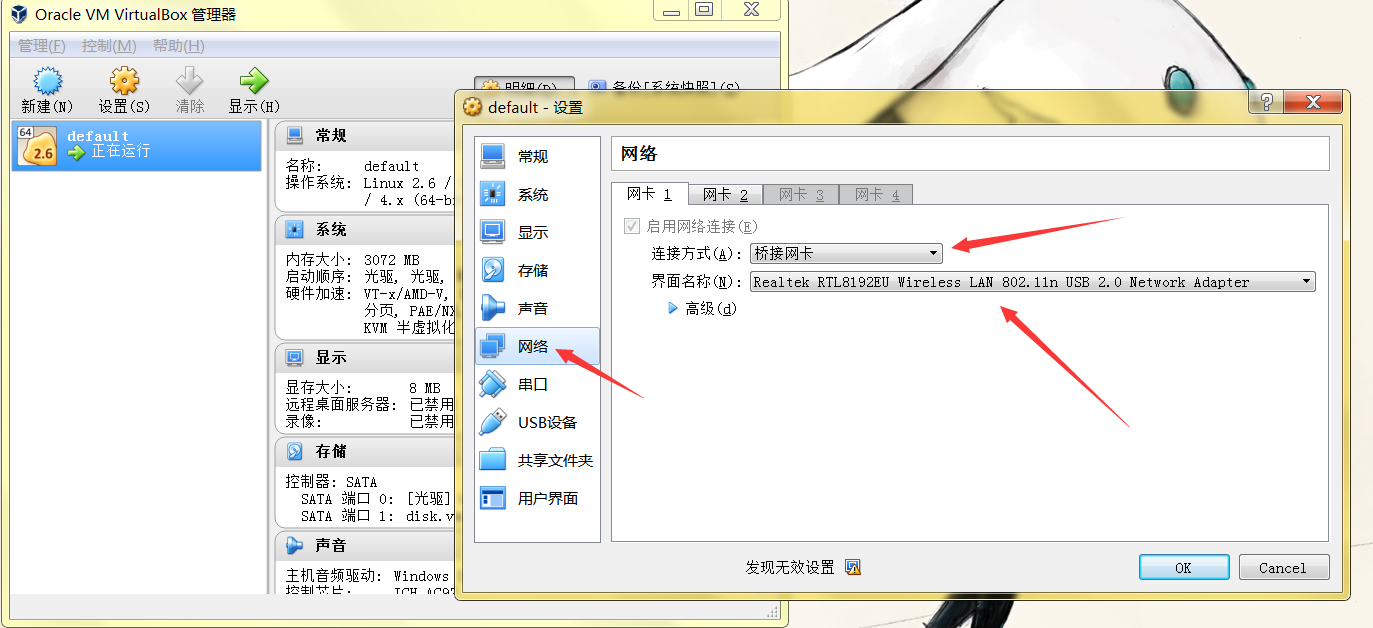 Oracle VM VirtualBox 管理器
管理(F) 控制(M) 帮助(H)
新建(N) 设置(S) 清除 显示(H)
明细(D) 备份[系统快照](S)
64
2.6
default
正在运行
常规
名称: default
操作系统: Linux 2.6 /
/ 4.x (64-bi
系统
内存大小: 3072 MB
启动顺序: 光驱, 光驱,
硬件加速: VT-x/AMD-V,
分页, PAE/NX
KVM 半虚拟化
显示
显存大小: 8 MB
远程桌面服务器: 已禁用
录像: 已禁用
存储
控制器: SATA
SATA 端口 0: [光驱]
SATA 端口 1: disk.v
声音
主机音频驱动: Windows
控制芯片: ICH AC97
default - 设置
常规
系统
显示
存储
声音
网络
串口
USB设备
共享文件夹
用户界面
网络
网卡 1 网卡 2 网卡 3 网卡 4
启用网络连接(E)
连接方式(A): 桥接网卡
界面名称(N): Realtek RTL8192EU Wireless LAN 802.11n USB 2.0 Network Adapter
高级(d)
发现无效设置
OK Cancel